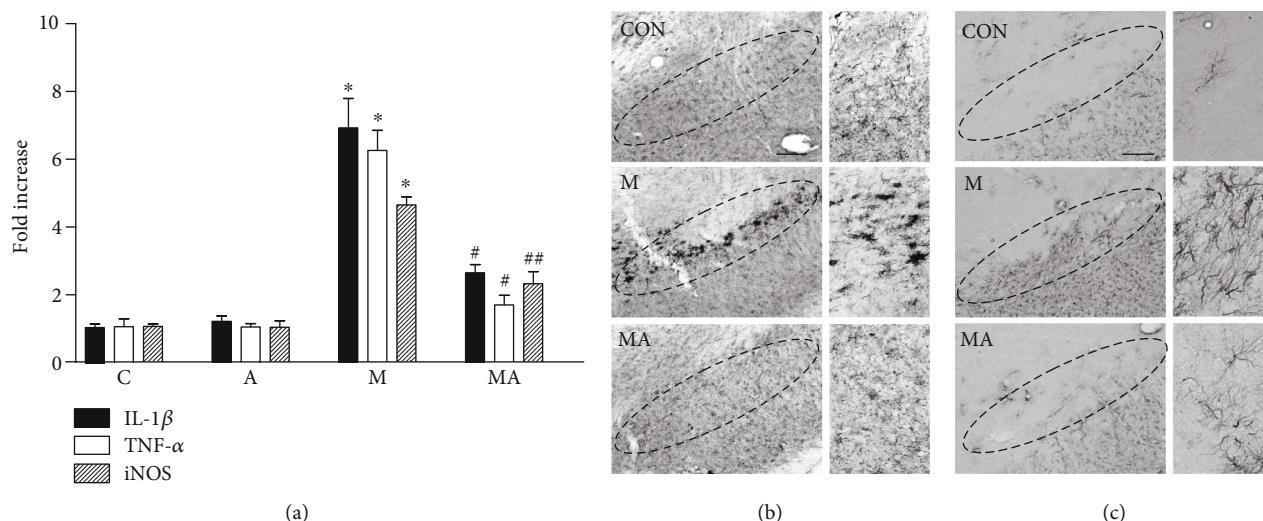 10
8
6
4
2
0
Fold increase
*
*
*
#
#
##
C A M MA
IL-1β
TNF-α
iNOS
(a)
CON
M
MA
(b)
CON
M
MA
(c)